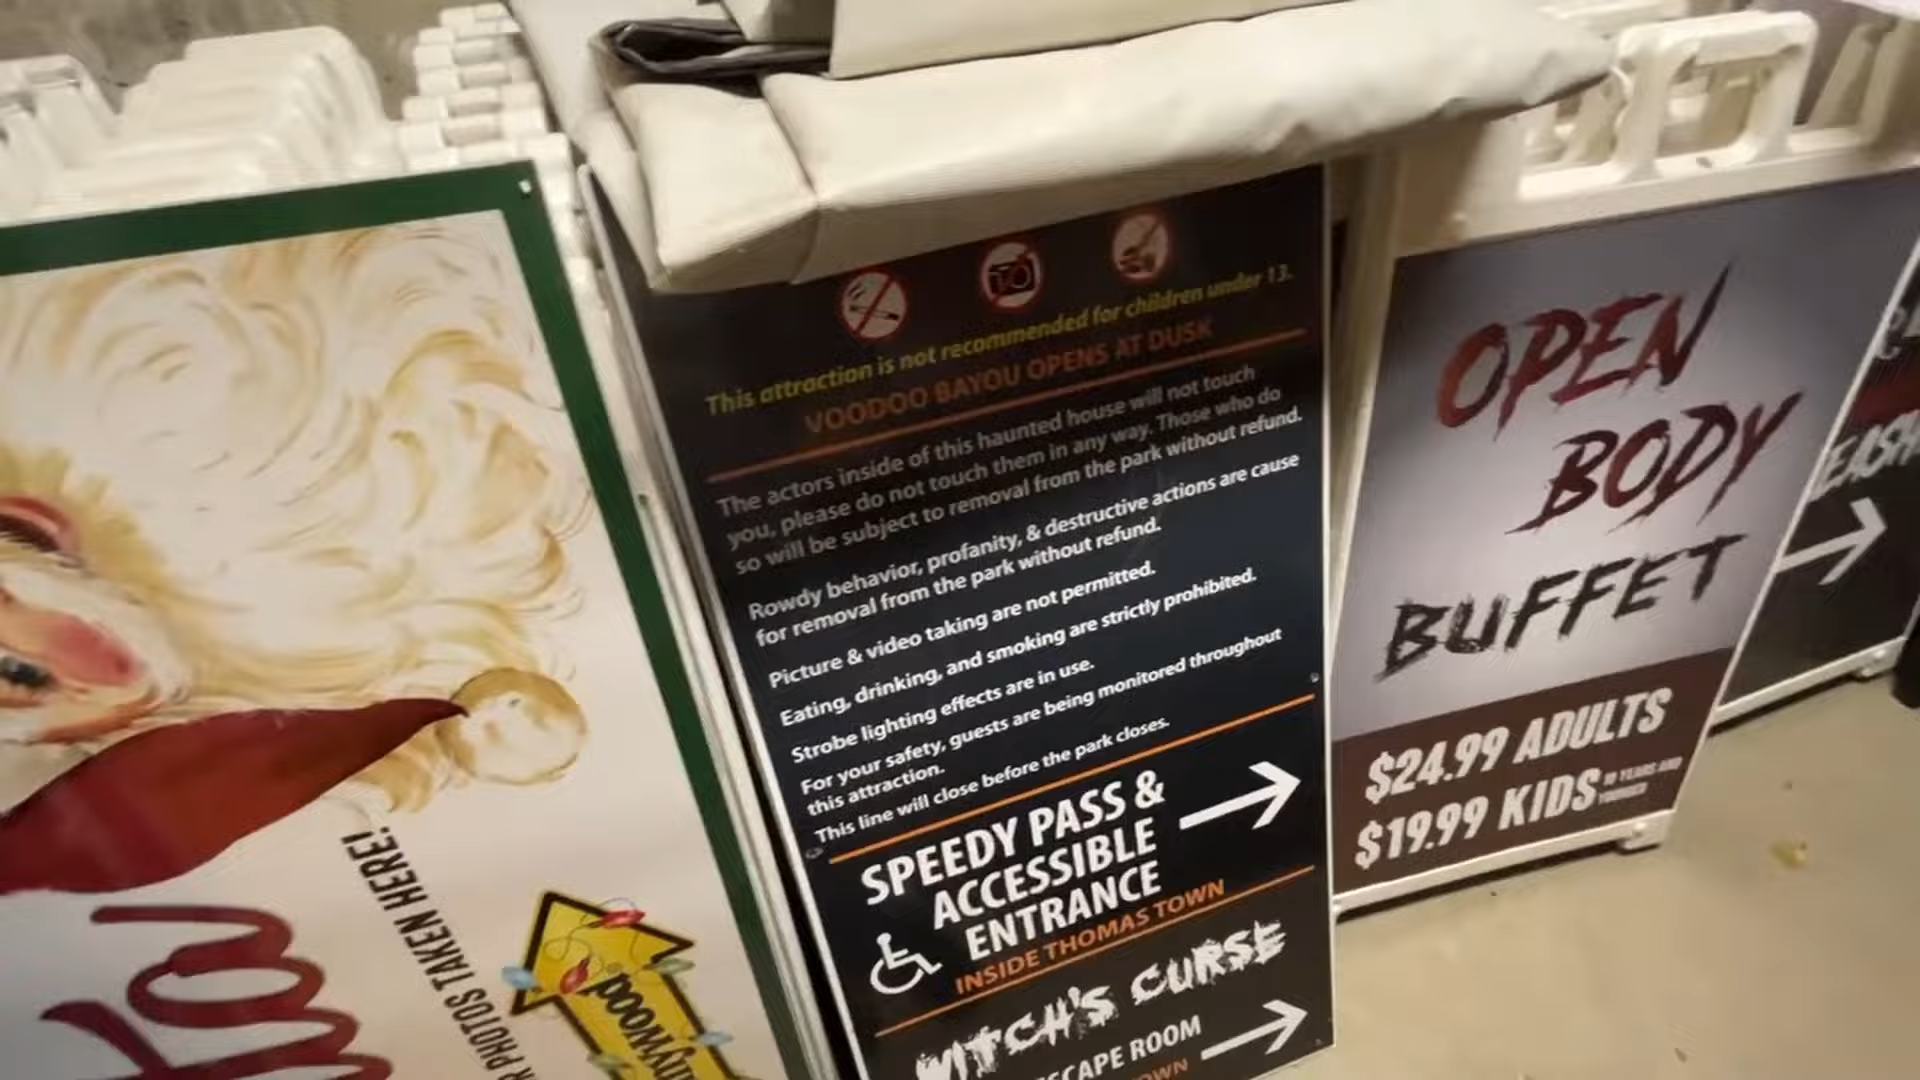 HERE!
PHOTOS TAKEN
This attraction is not recommended for children under 13.
VOODOO BAYOU OPENS AT DUSK
The actors inside of this haunted house will not touch
you, please do not touch them in any way. Those who do
so will be subject to removal from the park without refund.
Rowdy behavior, profanity, & destructive actions are cause
for removal from the park without refund.
Picture & video taking are not permitted.
Eating, drinking, and smoking are strictly prohibited.
Strobe lighting effects are in use.
For your safety, guests are being monitored throughout
this attraction.
This line will close before the park closes.
SPEEDY PASS &
ACCESSIBLE
ENTRANCE
INSIDE THOMAS TOWN
WITCH'S CURSE
ESCAPE ROOM
OPEN
BODY
BUFFET
$24.99 ADULTS
$19.99 KIDS 10 YEARS AND
YOUNGER